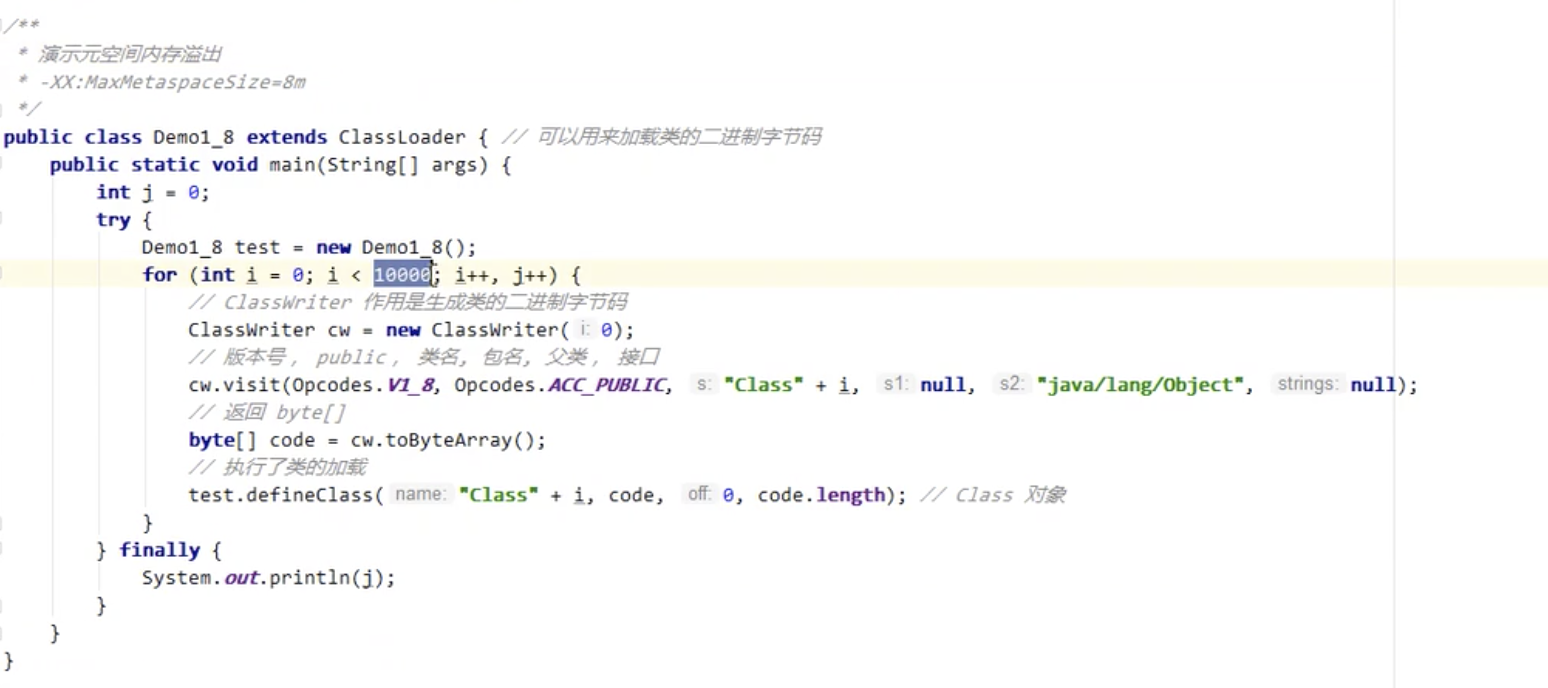 /**
 * 演示元空间内存溢出
 * -XX:MaxMetaspaceSize=8m
 */
public class Demo1_8 extends ClassLoader { // 可以用来加载类的二进制字节码
    public static void main(String[] args) {
        int j = 0;
        try {
            Demo1_8 test = new Demo1_8();
            for (int i = 0; i < 10000; i++, j++) {
                // ClassWriter 作用是生成类的二进制字节码
                ClassWriter cw = new ClassWriter( i: 0);
                // 版本号, public, 类名, 包名, 父类, 接口
                cw.visit(Opcodes.V1_8, Opcodes.ACC_PUBLIC, s: "Class" + i, s1: null, s2: "java/lang/Object", strings: null);
                // 返回 byte[]
                byte[] code = cw.toByteArray();
                // 执行了类的加载
                test.defineClass( name: "Class" + i, code, off: 0, code.length); // Class 对象
            }
        } finally {
            System.out.println(j);
        }
    }
}